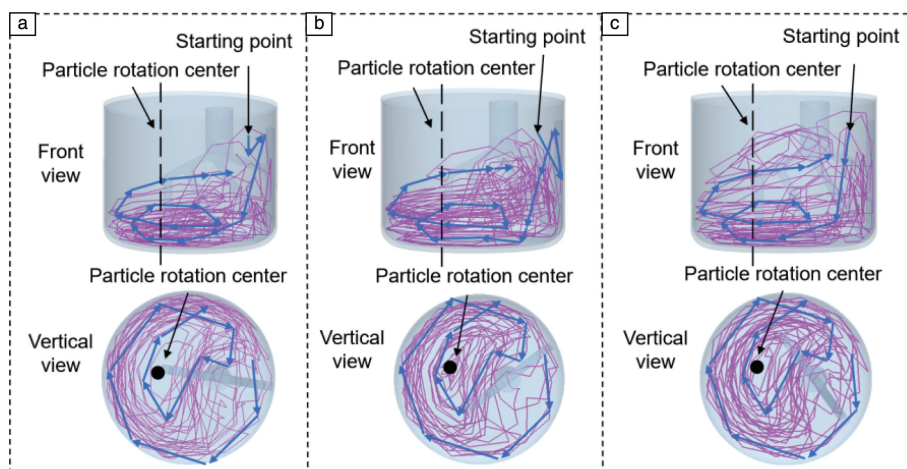 a
Starting point
Particle rotation center
Front
view
Particle rotation center
Vertical
view
b
Starting point
Particle rotation center
Front
view
Particle rotation center
Vertical
view
c
Starting point
Particle rotation center
Front
view
Particle rotation center
Vertical
view